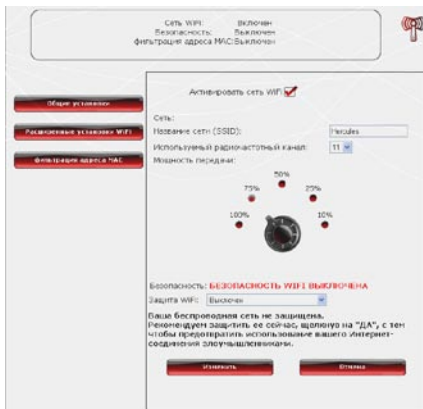 Сеть WiFi: Включен
Безопасность: Выключен
фильтрация адреса MAC: Выключен
Общие установки
Расширенные установки WiFi
фильтрация адреса MAC
Активировать сеть WiFi
Сеть:
Название сети (SSID): Hercules
Используемый радиочастотный канал: 11
Мощность передачи:
50%
75% 25%
100% 10%
Безопасность: БЕЗОПАСНОСТЬ WIFI ВЫКЛЮЧЕНА
Защита WiFi: Выключен
Ваша беспроводная сеть не защищена.
Рекомендуем защитить ее сейчас, щелкнув на "ДА", с тем
чтобы предотвратить использование вашего Интернет-
соединения злоумышленниками.
Изменить Отмена